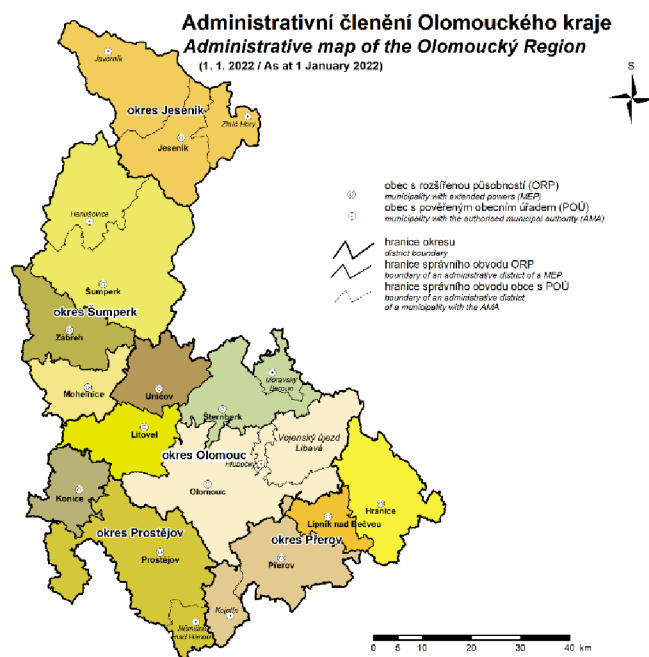 Administrativní členění Olomouckého kraje
Administrative map of the Olomoucký Region
(1. 1. 2022 / As at 1 January 2022)
S
Javorník
okres Jeseník
Zlaté Hory
Jeseník
obec s rozšířenou působností (ORP)
municipality with extended powers (MEP)
obec s pověřeným obecním úřadem (POÚ)
municipality with the authorised municipal authority (AMA)
Hanušovice
hranice okresu
district boundary
hranice správního obvodu ORP
boundary of an administrative district of a MEP
hranice správního obvodu obce s POÚ
boundary of an administrative district
of a municipality with the AMA
Šumperk
okres Šumperk
Zábřeh
Mohelnice
Uničov
Moravský
Beroun
Šternberk
Litovel
Vojenský újezd
Libavá
okres Olomouc
Hlubočky
Olomouc
Konice
Hranice
Lipník nad Bečvou
okres Prostějov
okres Přerov
Prostějov
Přerov
Kojetín
Němčice
nad Hanou
0 5 10 20 30 40 km